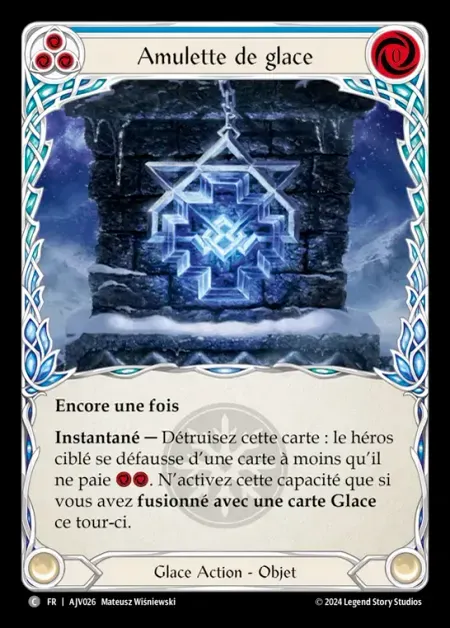 Amulette de glace
0
Encore une fois
Instantané — Détruisez cette carte : le héros
ciblé se défausse d'une carte à moins qu'il
ne paie. N'activez cette capacité que si
vous avez fusionné avec une carte Glace
ce tour-ci.
Glace Action - Objet
C FR | AJV026 Mateusz Wiśniewski
© 2024 Legend Story Studios